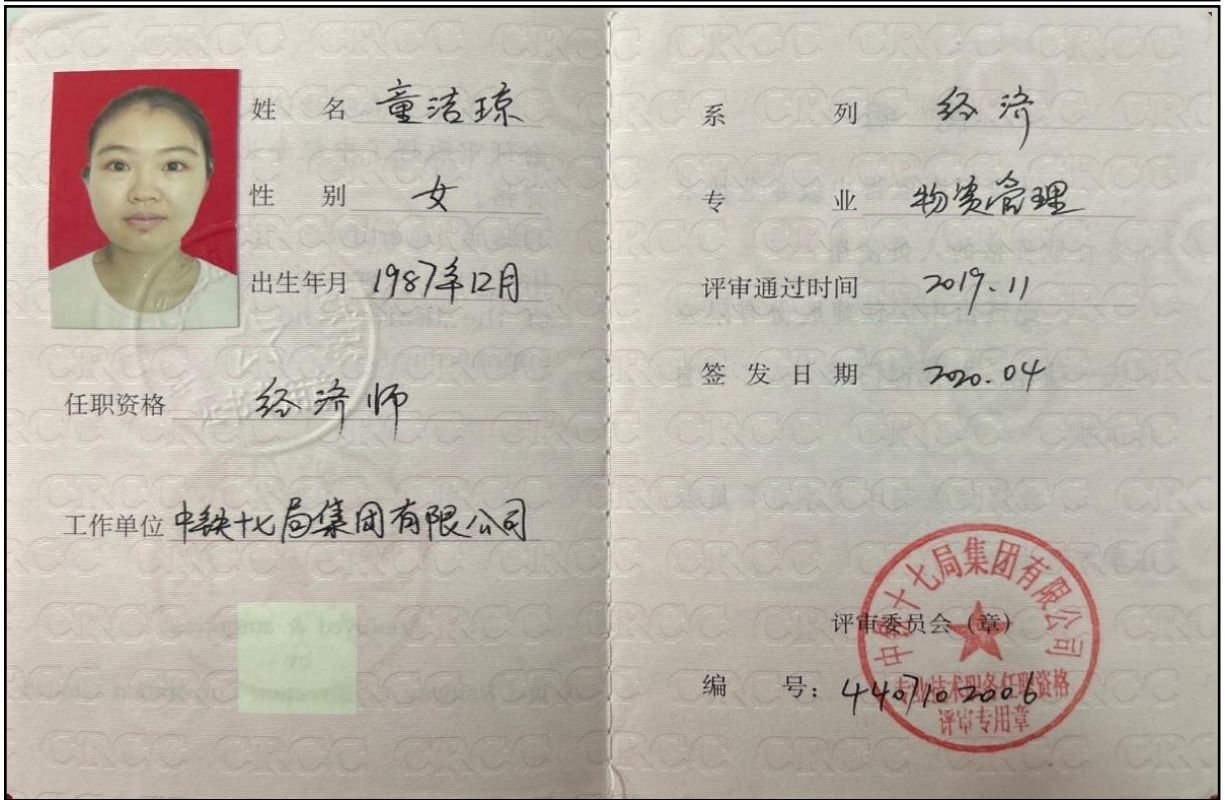 姓名 童洁琼
性别 女
出生年月 1987年12月
任职资格 经济师
工作单位 中铁十七局集团有限公司
系列 经济
专业 物资管理
评审通过时间 2019.11
签发日期 2020.04
评审委员会（章）
编号：4407102006
中铁十七局集团有限公司
专业技术职务任职资格
评审专用章
CRCC